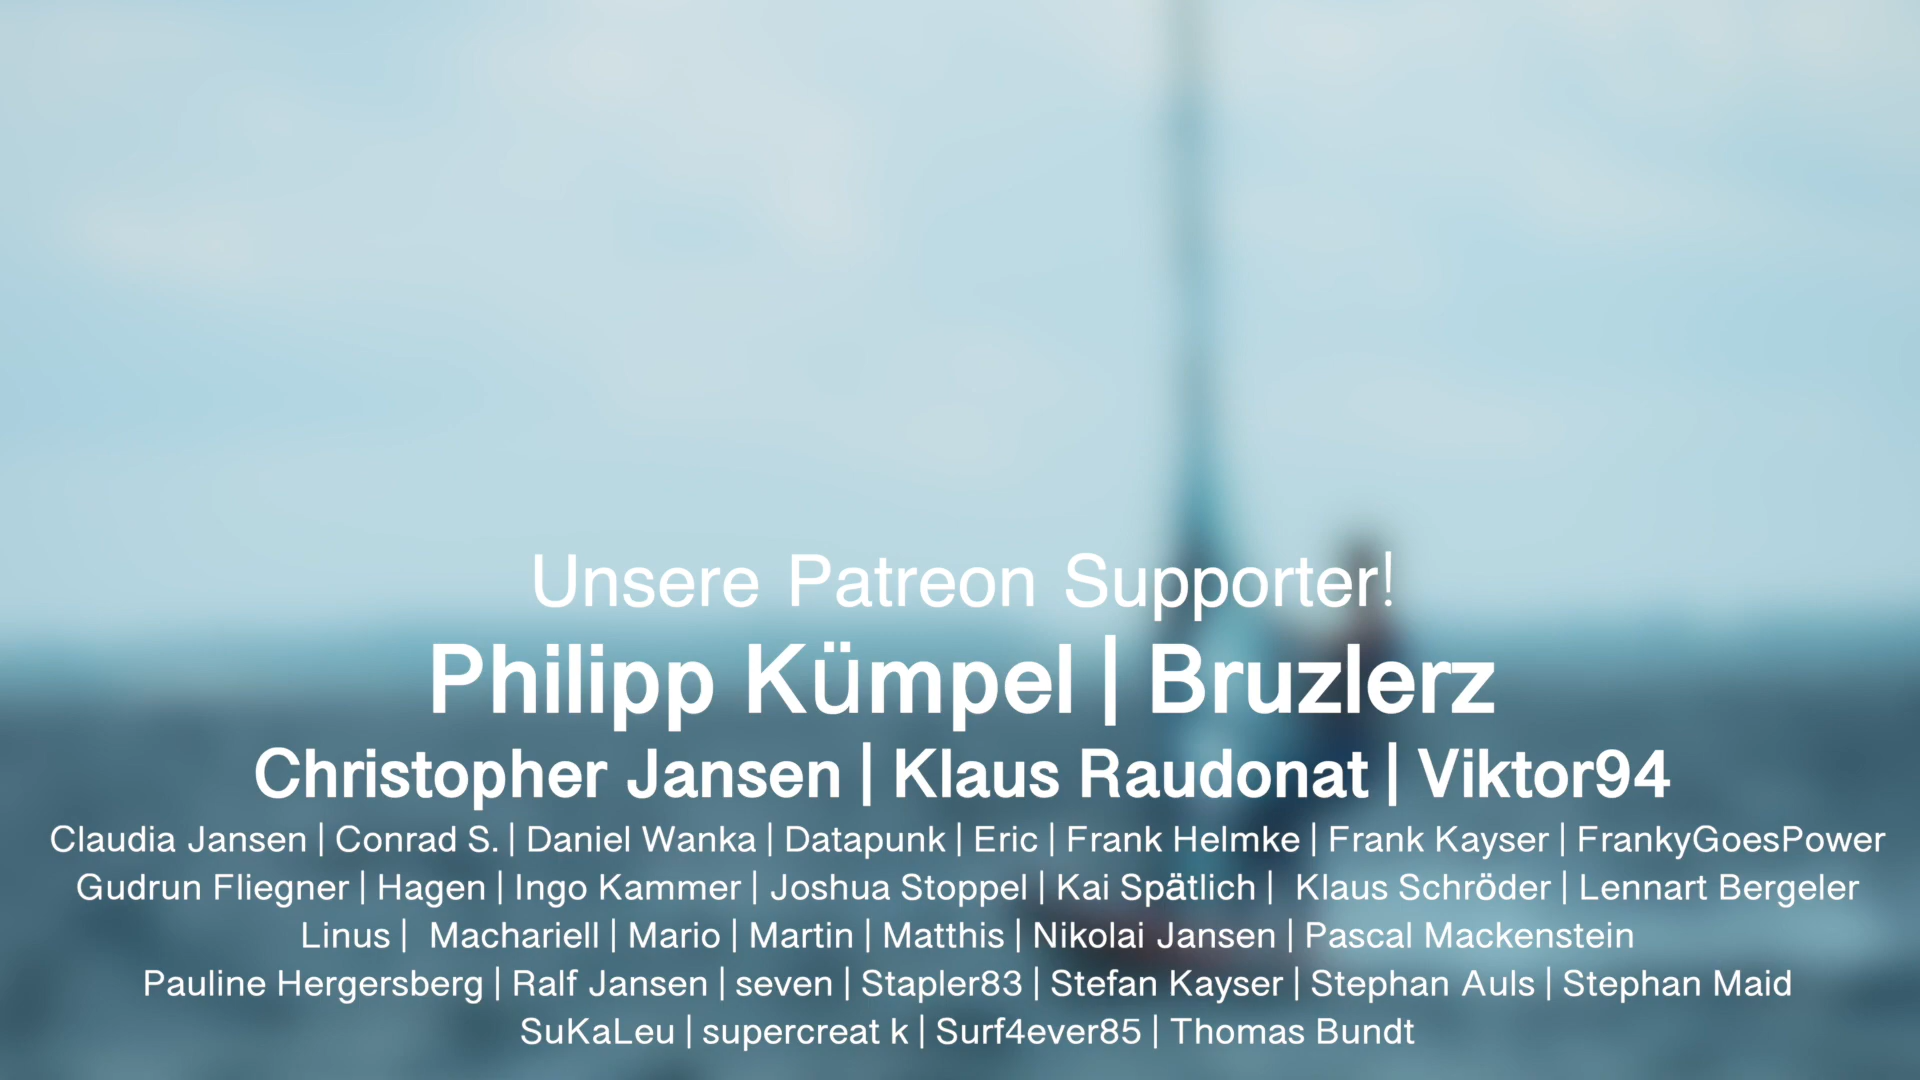 Unsere Patreon Supporter!
Philipp Kümpel | Bruzlerz
Christopher Jansen | Klaus Raudonat | Viktor94
Claudia Jansen | Conrad S. | Daniel Wanka | Datapunk | Eric | Frank Helmke | Frank Kayser | FrankyGoesPower
Gudrun Fliegner | Hagen | Ingo Kammer | Joshua Stoppel | Kai Spätlich | Klaus Schröder | Lennart Bergeler
Linus | Machariell | Mario | Martin | Matthis | Nikolai Jansen | Pascal Mackenstein
Pauline Hergersberg | Ralf Jansen | seven | Stapler83 | Stefan Kayser | Stephan Auls | Stephan Maid
SuKaLeu | supercreat k | Surf4ever85 | Thomas Bundt